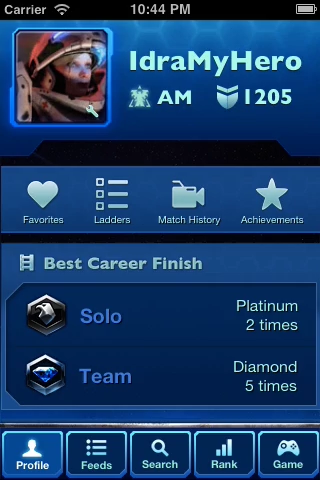 Carrier 10:44 PM
IdraMyHero
AM 1205
Favorites Ladders Match History Achievements
Best Career Finish
Solo Platinum
2 times
Team Diamond
5 times
Profile Feeds Search Rank Game